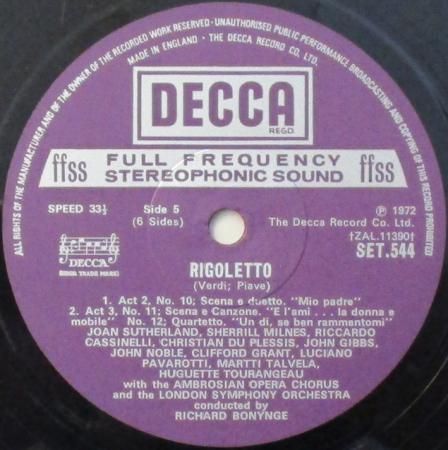 ALL RIGHTS OF THE MANUFACTURER AND OF THE OWNER OF THE RECORDED WORK RESERVED · UNAUTHORISED PUBLIC PERFORMANCE BROADCASTING AND COPYING OF THIS RECORD PROHIBITED
MADE IN ENGLAND · THE DECCA RECORD CO. LTD.
DECCA
REGD.
ffss FULL FREQUENCY ffss
STEREOPHONIC SOUND
SPEED 33⅓
Side 5
(6 Sides)
Ⓟ 1972
The Decca Record Co. Ltd.
†ZAL.11390†
SET.544
DECCA
RIGOLETTO
(Verdi; Piave)
1. Act 2, No. 10; Scena e duetto. "Mio padre"
2. Act 3, No. 11; Scena e Canzone. "E l'ami . . . la donna e
mobile" No. 12; Quartetto. "Un di, se ben rammentomi"
JOAN SUTHERLAND, SHERRILL MILNES, RICCARDO
CASSINELLI, CHRISTIAN DU PLESSIS, JOHN GIBBS,
JOHN NOBLE, CLIFFORD GRANT, LUCIANO
PAVAROTTI, MARTTI TALVELA,
HUGUETTE TOURANGEAU
with the AMBROSIAN OPERA CHORUS
and the LONDON SYMPHONY ORCHESTRA
conducted by
RICHARD BONYNGE